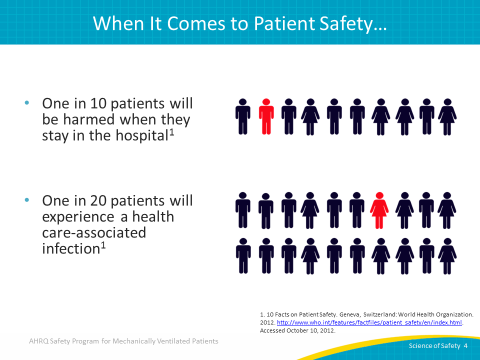 When It Comes to Patient Safety…
• One in 10 patients will
be harmed when they
stay in the hospital1
• One in 20 patients will
experience a health
care-associated
infection1
1. 10 Facts on Patient Safety. Geneva, Switzerland: World Health Organization.
2012. http://www.who.int/features/factfiles/patient_safety/en/index.html.
Accessed October 10, 2012.
AHRQ Safety Program for Mechanically Ventilated Patients
Science of Safety 4